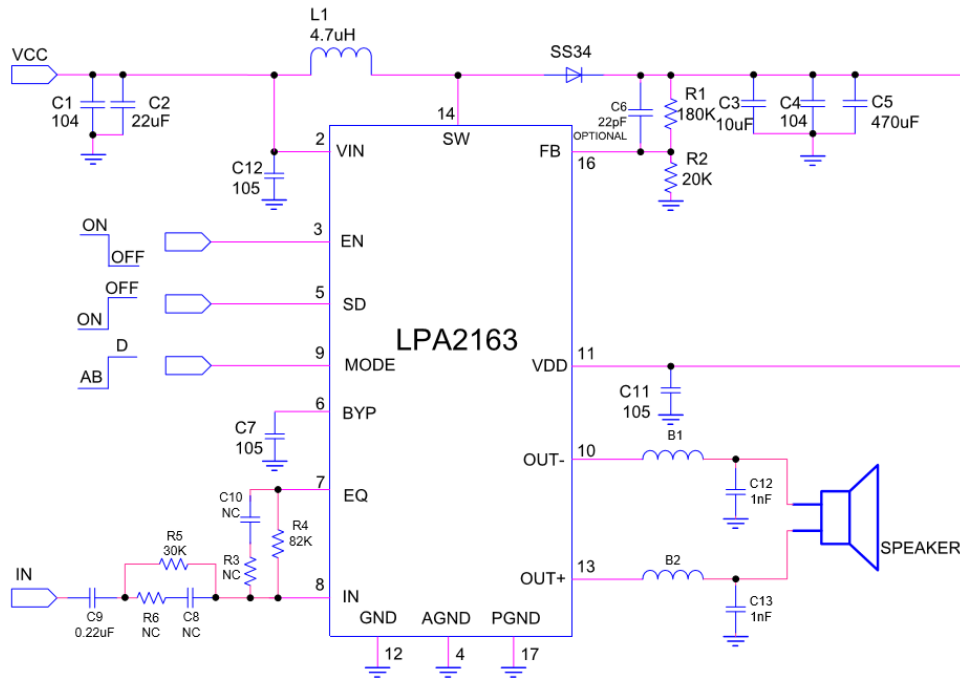 L1
4.7uH
VCC
SS34
C1
104
C2
22uF
14
SW
C6
22pF
OPTIONAL
R1
180K
C3
10uF
C4
104
C5
470uF
2
VIN
FB
16
C12
105
R2
20K
ON
OFF
3
EN
OFF
ON
5
SD
LPA2163
D
AB
9
MODE
VDD
11
C11
105
6
BYP
C7
105
B1
OUT-
10
C12
1nF
7
EQ
C10
NC
R4
82K
R5
30K
R3
NC
SPEAKER
B2
OUT+
13
IN
8
IN
C9
0.22uF
R6
NC
C8
NC
C13
1nF
GND
AGND
PGND
12
4
17